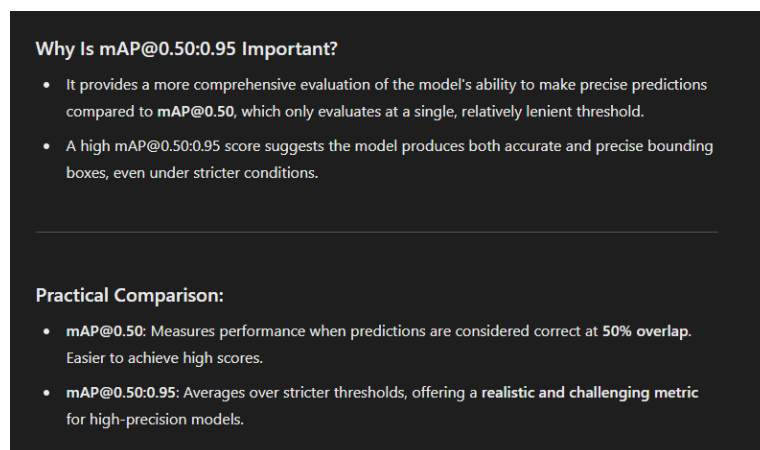 Why Is mAP@0.50:0.95 Important?
• It provides a more comprehensive evaluation of the model's ability to make precise predictions
compared to mAP@0.50, which only evaluates at a single, relatively lenient threshold.
• A high mAP@0.50:0.95 score suggests the model produces both accurate and precise bounding
boxes, even under stricter conditions.
Practical Comparison:
• mAP@0.50: Measures performance when predictions are considered correct at 50% overlap.
Easier to achieve high scores.
• mAP@0.50:0.95: Averages over stricter thresholds, offering a realistic and challenging metric
for high-precision models.